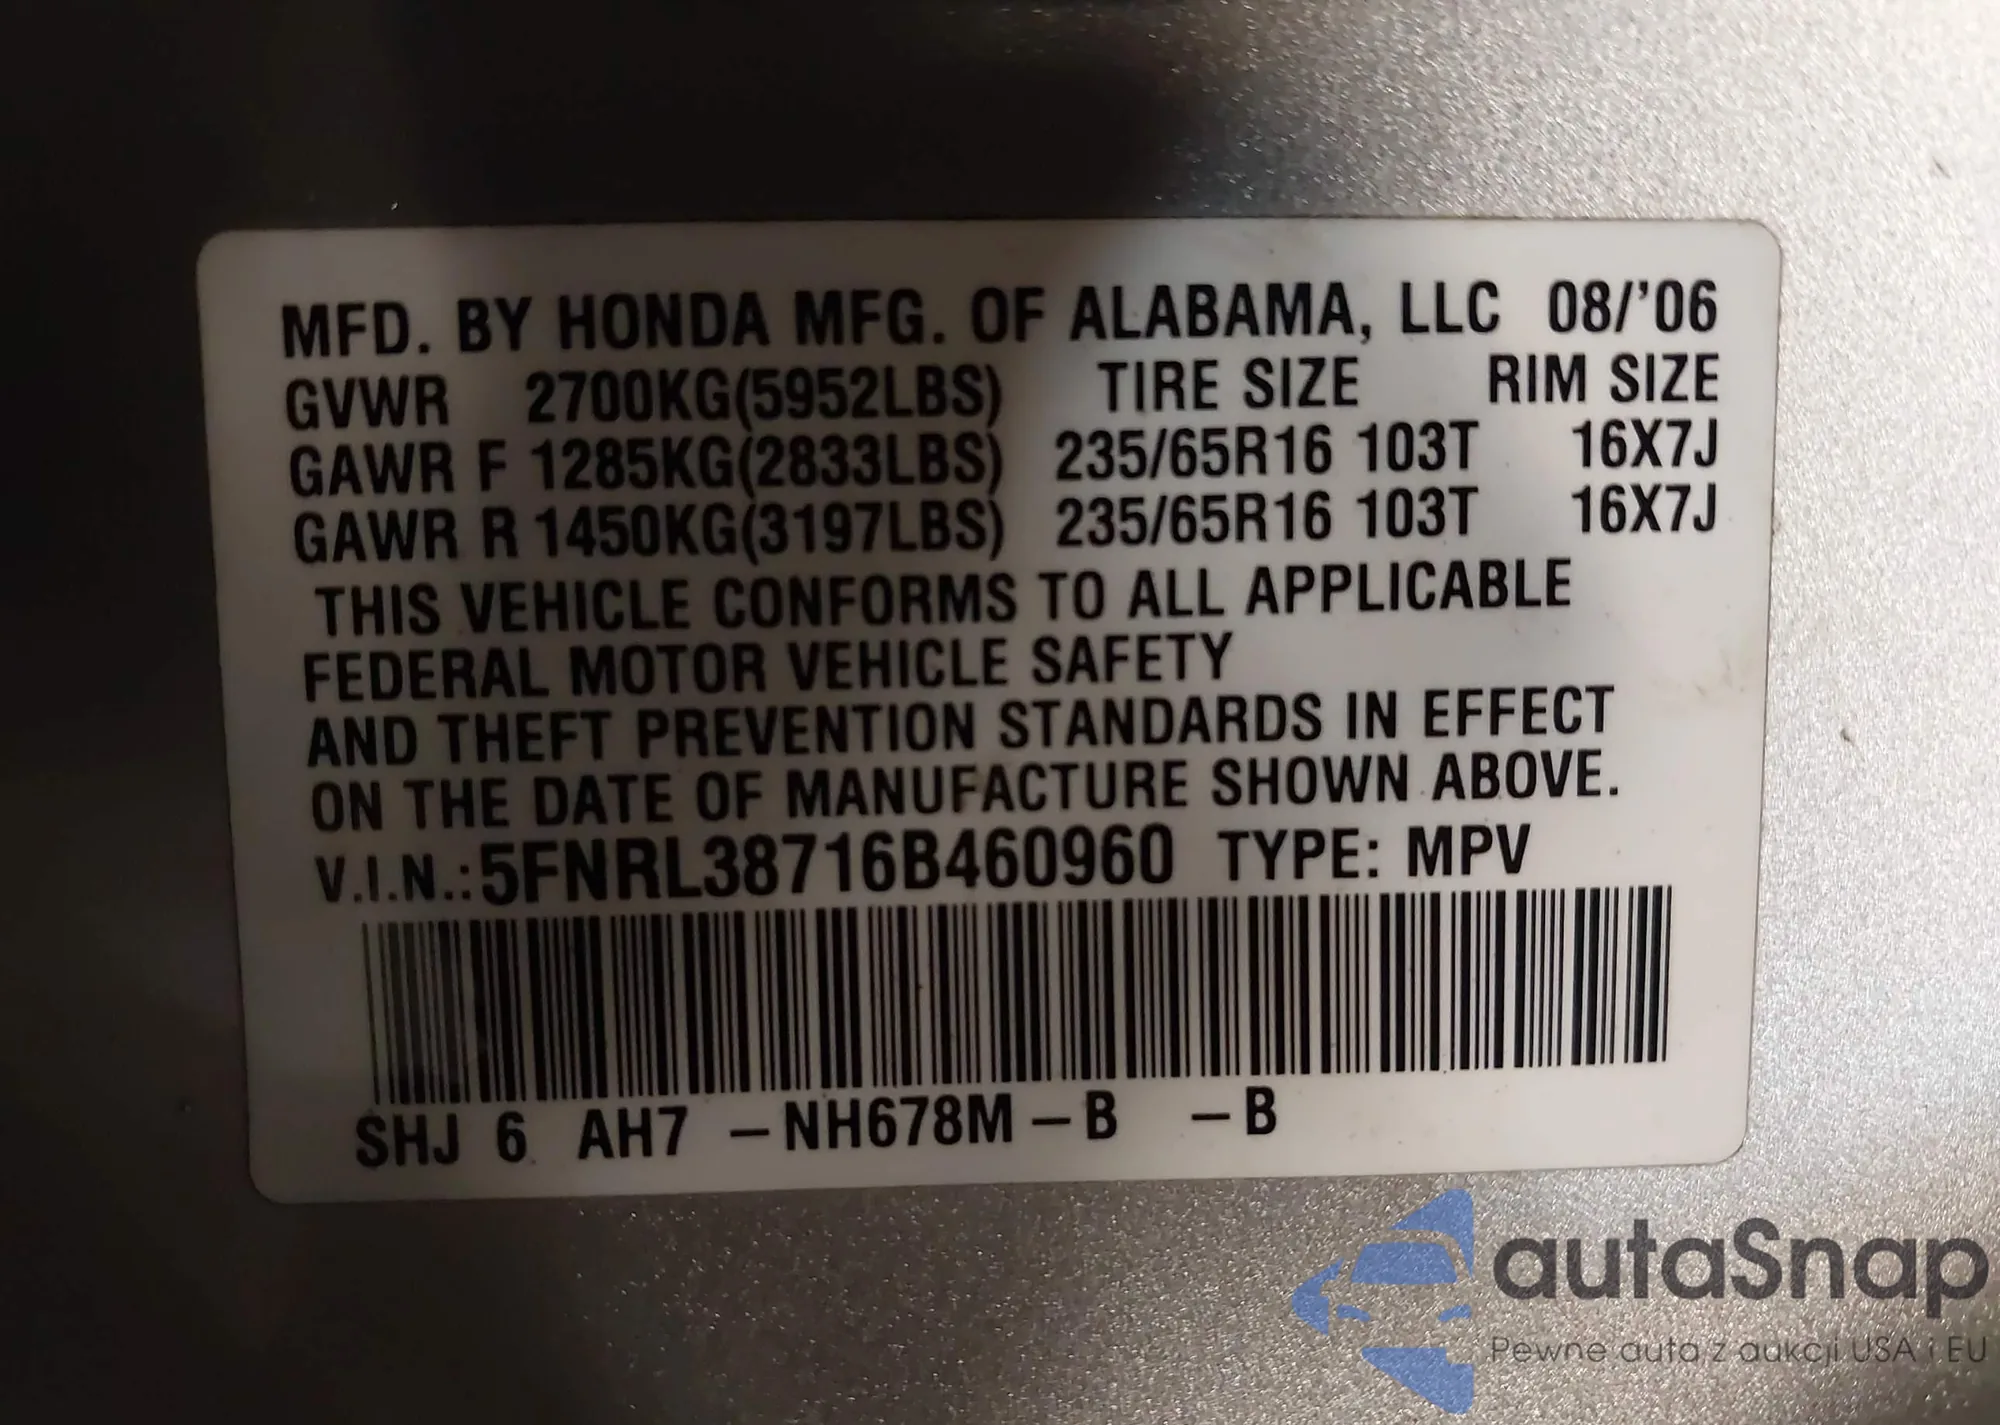 MFD. BY HONDA MFG. OF ALABAMA, LLC 08/'06
GVWR 2700KG(5952LBS) TIRE SIZE RIM SIZE
GAWR F 1285KG(2833LBS) 235/65R16 103T 16X7J
GAWR R 1450KG(3197LBS) 235/65R16 103T 16X7J
THIS VEHICLE CONFORMS TO ALL APPLICABLE
FEDERAL MOTOR VEHICLE SAFETY
AND THEFT PREVENTION STANDARDS IN EFFECT
ON THE DATE OF MANUFACTURE SHOWN ABOVE.
V.I.N.:5FNRL38716B460960 TYPE: MPV
SHJ 6 AH7 –NH678M–B –B
autaSnap
Pewne auta z aukcji USA i EU